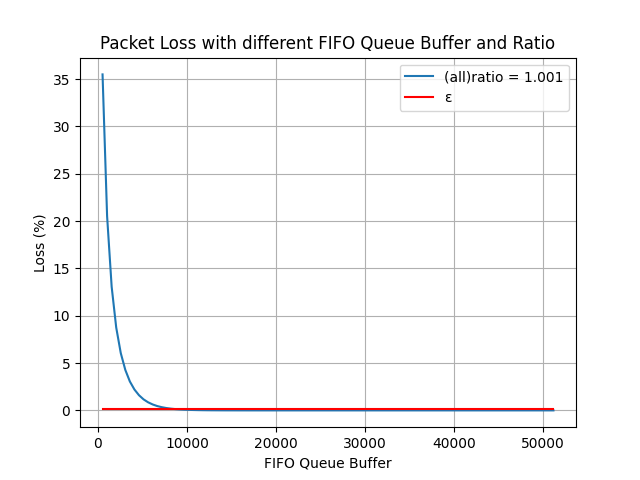 Packet Loss with different FIFO Queue Buffer and Ratio
(all)ratio = 1.001
ε
35
30
25
20
15
10
5
0
Loss (%)
0 10000 20000 30000 40000 50000
FIFO Queue Buffer